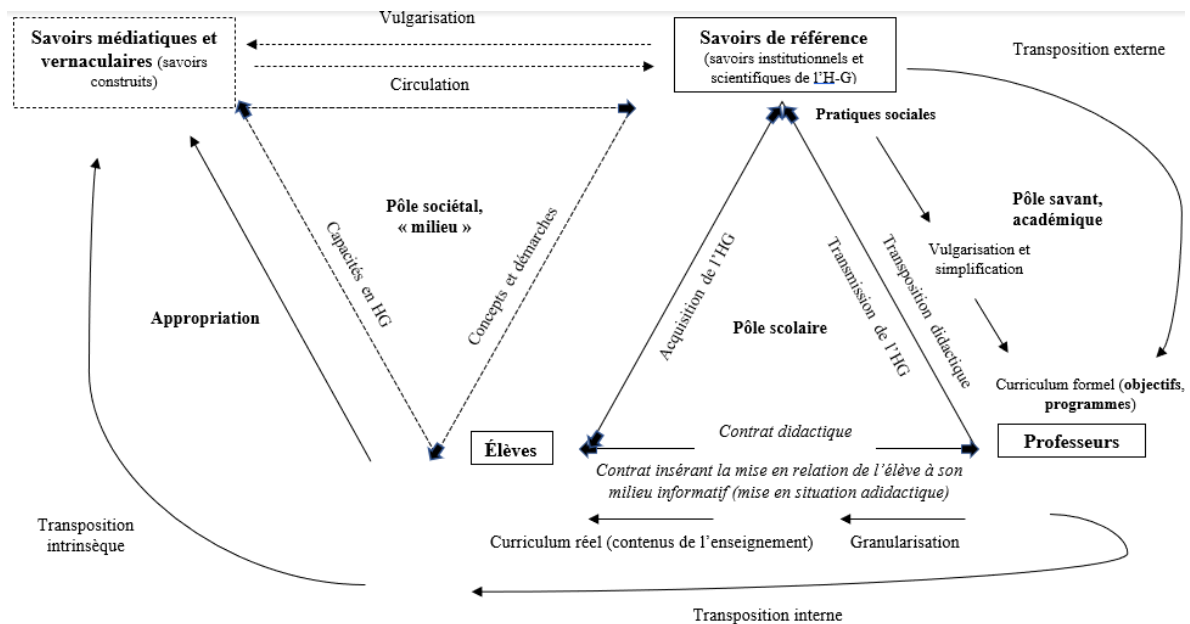 Vulgarisation
Savoirs médiatiques et
vernaculaires (savoirs
construits)
Savoirs de référence
(savoirs institutionnels et
scientifiques de l’H-G)
Transposition externe
Circulation
Pratiques sociales
Pôle sociétal,
« milieu »
Pôle savant,
académique
Capacités en HG
Concepts et démarches
Acquisition de l’HG
Transmission de l’HG
Transposition didactique
Vulgarisation et
simplification
Appropriation
Pôle scolaire
Curriculum formel (objectifs,
programmes)
Élèves
Contrat didactique
Professeurs
Contrat insérant la mise en relation de l’élève à son
milieu informatif (mise en situation adidactique)
Transposition
intrinsèque
Curriculum réel (contenus de l’enseignement)
Granularisation
Transposition interne